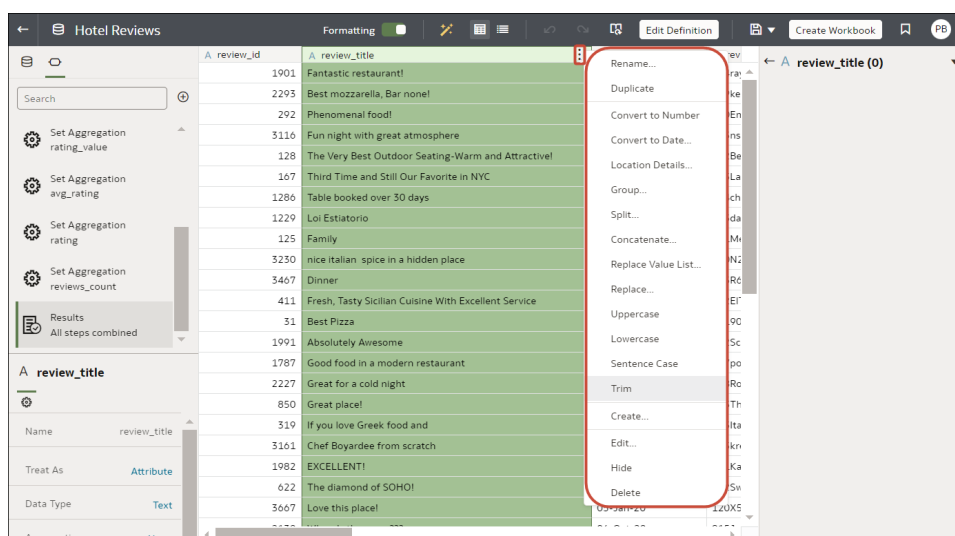 Hotel Reviews
Formatting
Edit Definition
Create Workbook
PB
Search
Set Aggregation
rating_value
Set Aggregation
avg_rating
Set Aggregation
rating
Set Aggregation
reviews_count
Results
All steps combined
A review_title
Name review_title
Treat As Attribute
Data Type Text
A review_id A review_title
1901 Fantastic restaurant!
2293 Best mozzarella, Bar none!
292 Phenomenal food!
3116 Fun night with great atmosphere
128 The Very Best Outdoor Seating-Warm and Attractive!
167 Third Time and Still Our Favorite in NYC
1286 Table booked over 30 days
1229 Loi Estiatorio
125 Family
3230 nice italian spice in a hidden place
3467 Dinner
411 Fresh, Tasty Sicilian Cuisine With Excellent Service
31 Best Pizza
1991 Absolutely Awesome
1787 Good food in a modern restaurant
2227 Great for a cold night
850 Great place!
319 If you love Greek food and
3161 Chef Boyardee from scratch
1982 EXCELLENT!
622 The diamond of SOHO!
3667 Love this place!
Rename...
Duplicate
Convert to Number
Convert to Date...
Location Details...
Group...
Split...
Concatenate...
Replace Value List...
Replace...
Uppercase
Lowercase
Sentence Case
Trim
Create...
Edit...
Hide
Delete
A review_title (0)